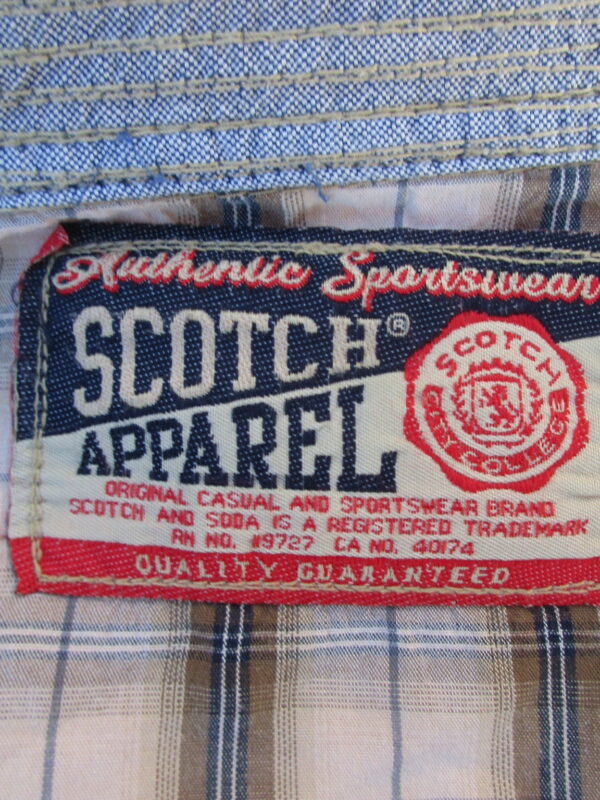 Authentic Sportswear
SCOTCH®
APPAREL
SCOTCH
CITY COLLEGE
ORIGINAL CASUAL AND SPORTSWEAR BRAND
SCOTCH AND SODA IS A REGISTERED TRADEMARK
RN NO. 119727 CA NO. 40174
QUALITY GUARANTEED